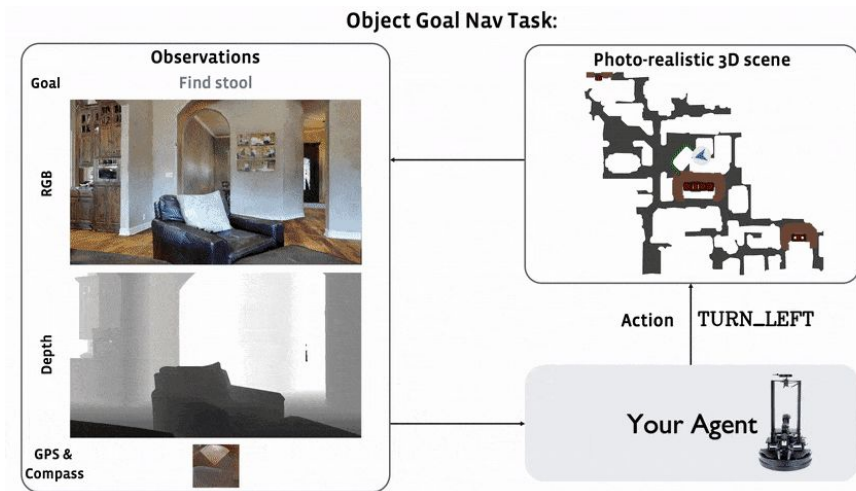 Object Goal Nav Task:
Observations
Goal
Find stool
RGB
Depth
GPS &
Compass
Photo-realistic 3D scene
Action
TURN_LEFT
Your Agent